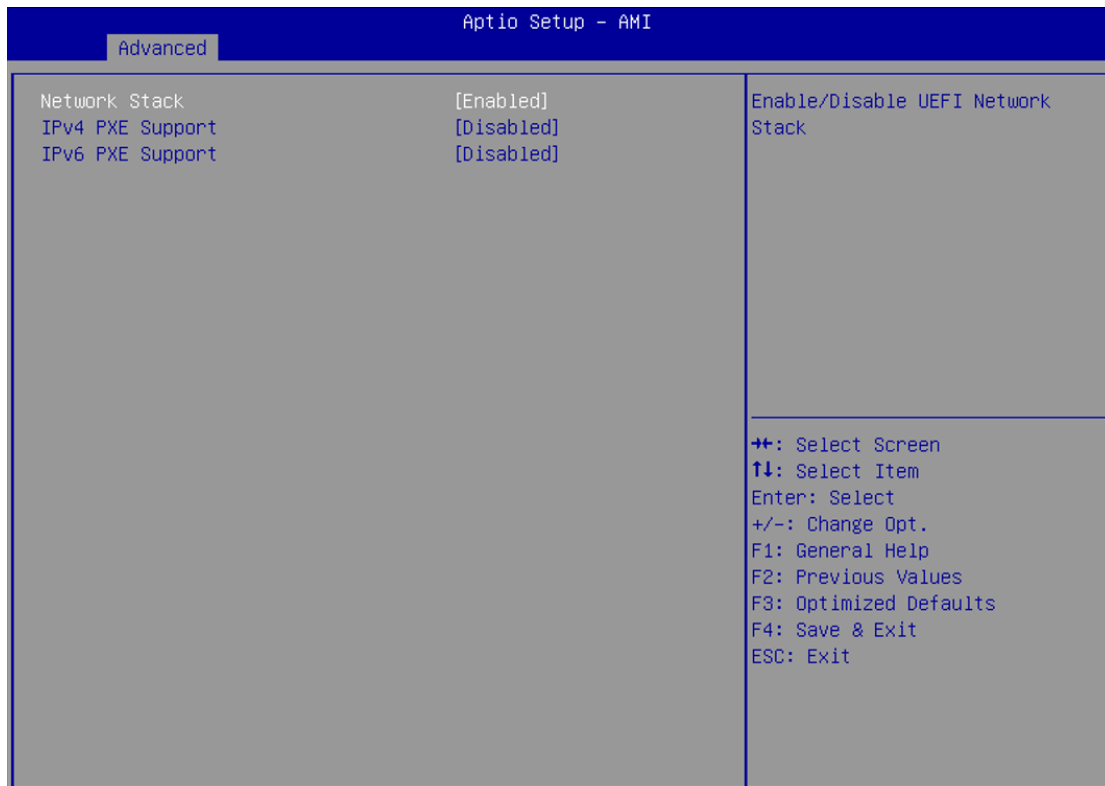 Aptio Setup – AMI
Advanced
Network Stack [Enabled]
IPv4 PXE Support [Disabled]
IPv6 PXE Support [Disabled]
Enable/Disable UEFI Network
Stack
→←: Select Screen
↑↓: Select Item
Enter: Select
+/-: Change Opt.
F1: General Help
F2: Previous Values
F3: Optimized Defaults
F4: Save & Exit
ESC: Exit